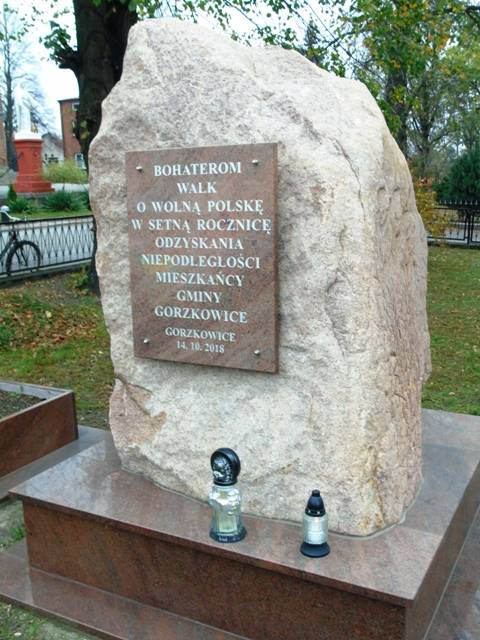 BOHATEROM
WALK
O WOLNĄ POLSKĘ
W SETNĄ ROCZNICĘ
ODZYSKANIA
NIEPODLEGŁOŚCI
MIESZKAŃCY
GMINY
GORZKOWICE
GORZKOWICE
14.10.2018